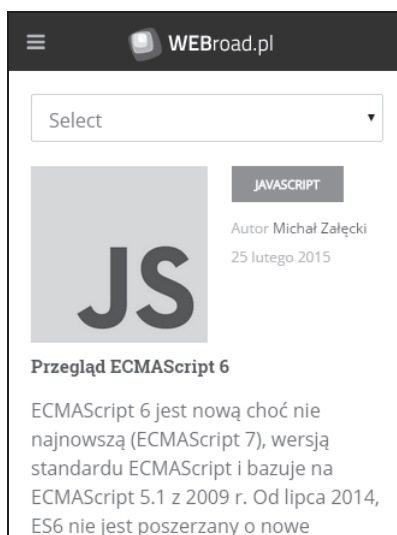 WEBroad.pl
Select
JS
JAVASCRIPT
Autor Michał Załęcki
25 lutego 2015
Przegląd ECMAScript 6
ECMAScript 6 jest nową choć nie
najnowszą (ECMAScript 7), wersją
standardu ECMAScript i bazuje na
ECMAScript 5.1 z 2009 r. Od lipca 2014,
ES6 nie jest poszerzany o nowe